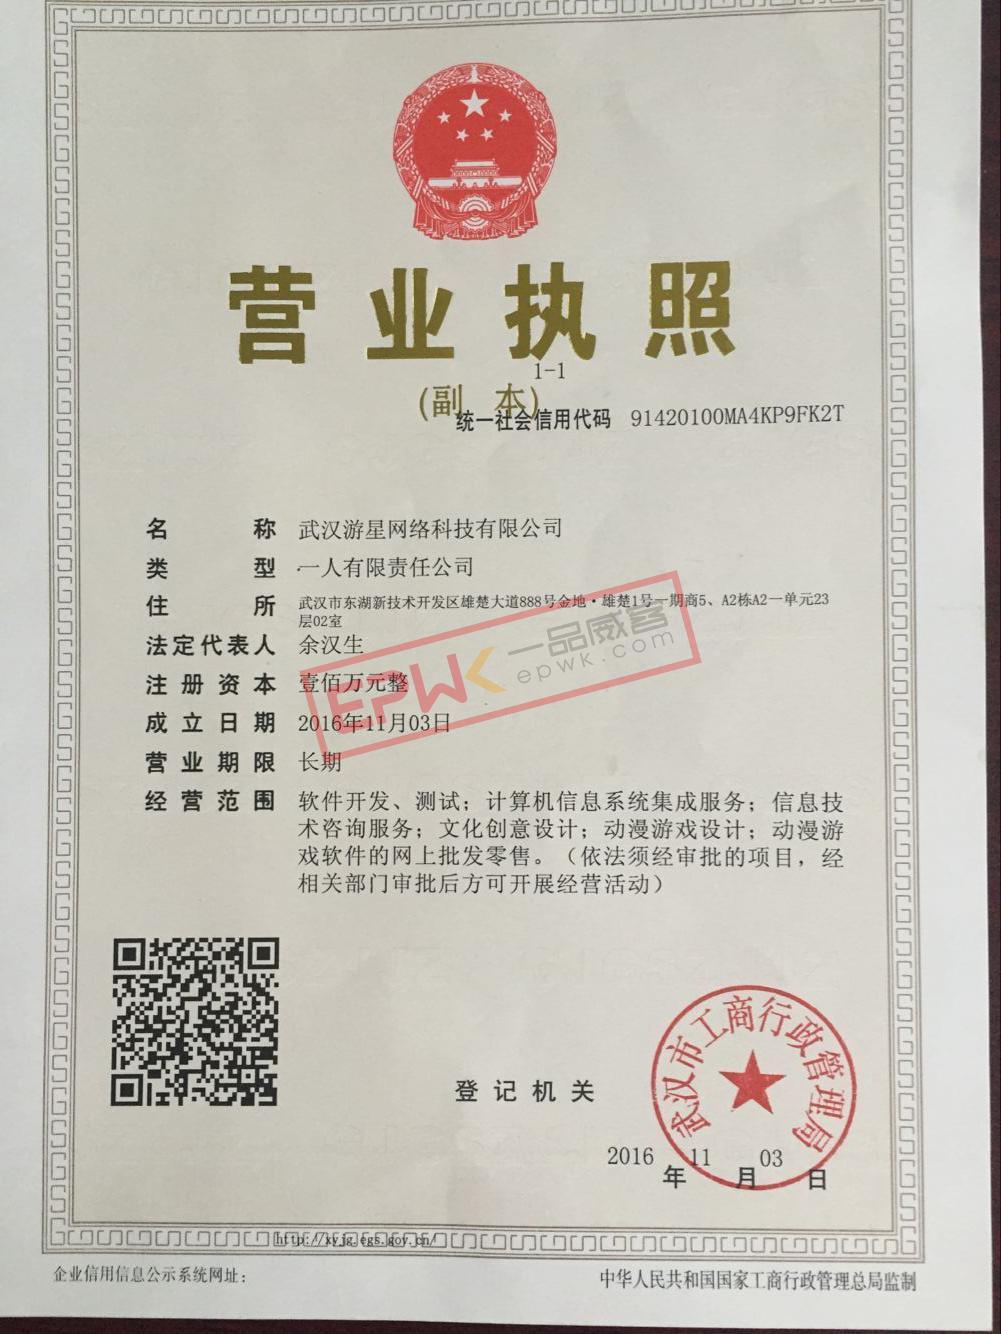 营业执照
1-1
(副 本)
统一社会信用代码 91420100MA4KP9FK2T
名称 武汉游星网络科技有限公司
类型 一人有限责任公司
住所 武汉市东湖新技术开发区雄楚大道888号金地·雄楚1号一期商5、A2栋A2一单元23
层02室
法定代表人 余汉生
注册资本 壹佰万元整
成立日期 2016年11月03日
营业期限 长期
经营范围 软件开发、测试；计算机信息系统集成服务；信息技
术咨询服务；文化创意设计；动漫游戏设计；动漫游
戏软件的网上批发零售。（依法须经审批的项目，经
相关部门审批后方可开展经营活动）
EPWK 一品威客
epwk.com
武汉市工商行政管理局
登记机关
2016年11月03日
http://xyjg.egs.gov.cn/
企业信用信息公示系统网址：
中华人民共和国国家工商行政管理总局监制